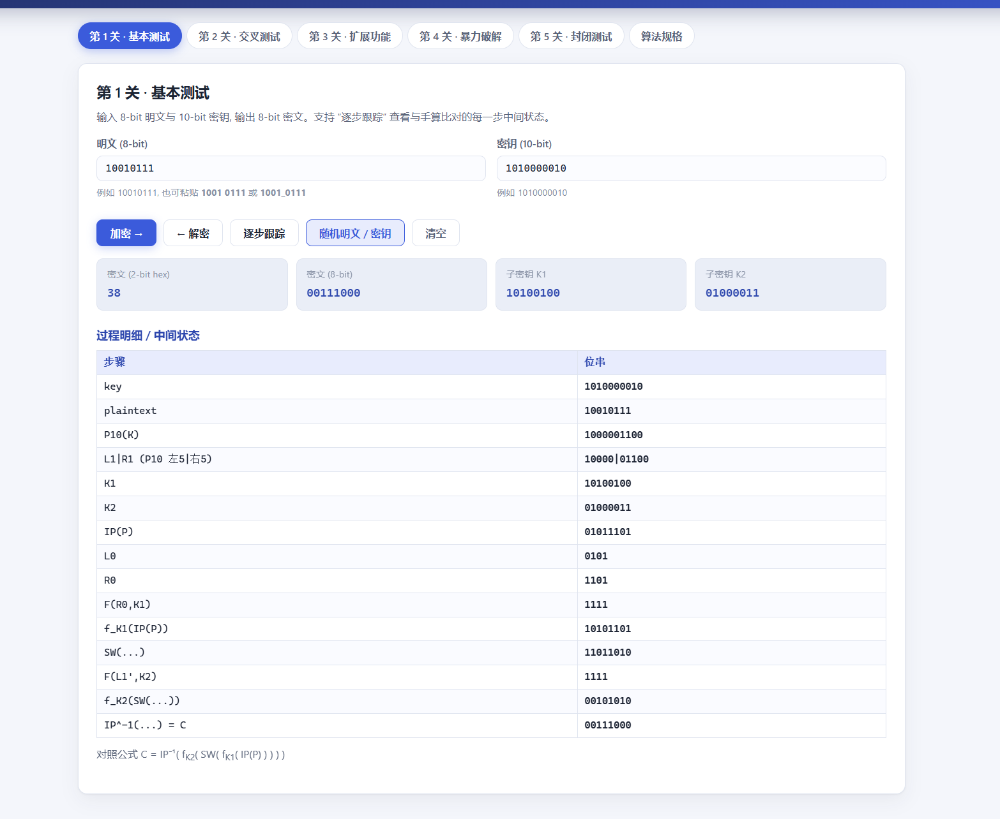 第 1 关 · 基本测试 第 2 关 · 交叉测试 第 3 关 · 扩展功能 第 4 关 · 暴力破解 第 5 关 · 封闭测试 算法规格
第 1 关 · 基本测试
输入 8-bit 明文与 10-bit 密钥, 输出 8-bit 密文。支持 “逐步跟踪” 查看与手算比对的每一步中间状态。
明文 (8-bit) 密钥 (10-bit)
10010111 1010000010
例如 10010111, 也可粘贴 1001 0111 或 1001_0111 例如 1010000010
加密 → ← 解密 逐步跟踪 随机明文 / 密钥 清空
密文 (2-bit hex) 密文 (8-bit) 子密钥 K1 子密钥 K2
38 00111000 10100100 01000011
过程明细 / 中间状态
步骤 位串
key 1010000010
plaintext 10010111
P10(K) 1000001100
L1|R1 (P10 左5|右5) 10000|01100
K1 10100100
K2 01000011
IP(P) 01011101
L0 0101
R0 1101
F(R0,K1) 1111
f_K1(IP(P)) 10101101
SW(...) 11011010
F(L1',K2) 1111
f_K2(SW(...)) 00101010
IP^-1(...) = C 00111000
对照公式 C = IP⁻¹( fK2( SW( fK1( IP(P) ) ) ) )